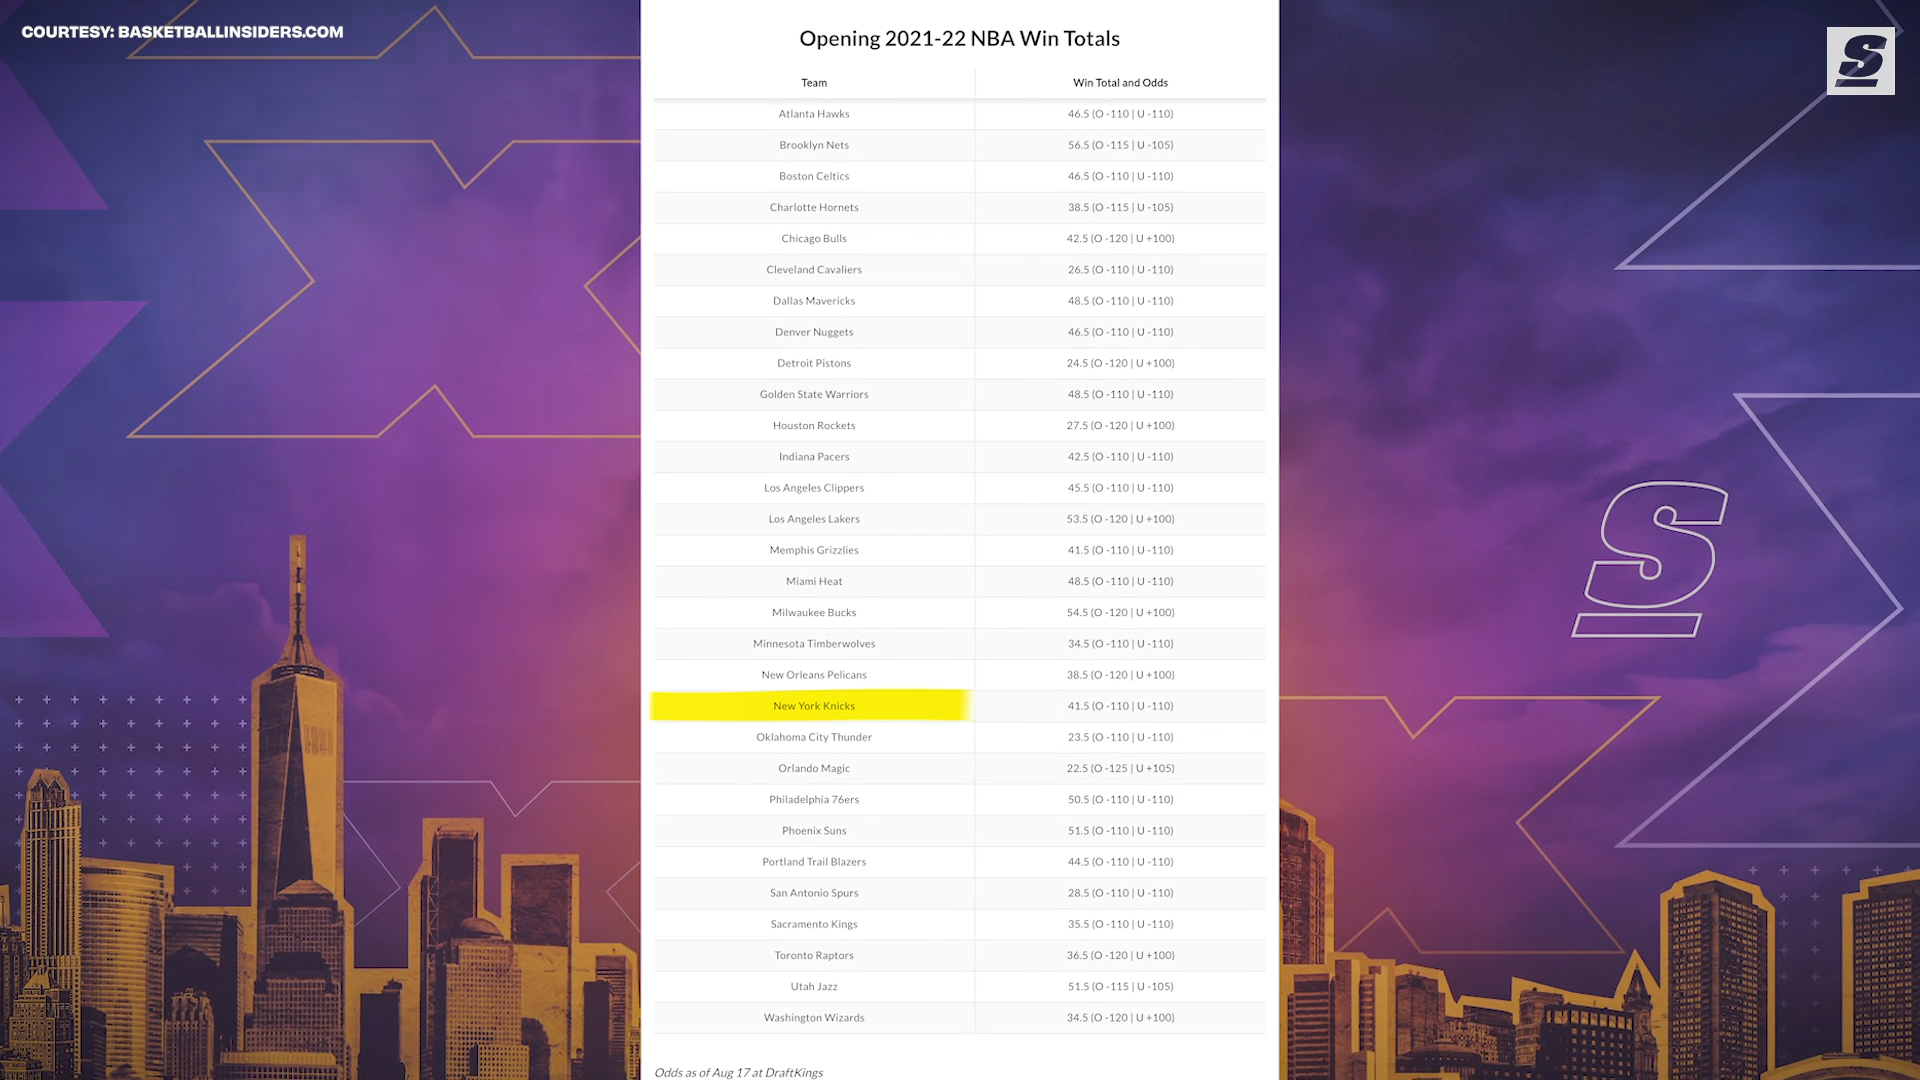 COURTESY: BASKETBALLINSIDERS.COM
S
Opening 2021-22 NBA Win Totals
Team Win Total and Odds
Atlanta Hawks 46.5 (O -110 | U -110)
Brooklyn Nets 56.5 (O -115 | U -105)
Boston Celtics 46.5 (O -110 | U -110)
Charlotte Hornets 38.5 (O -115 | U -105)
Chicago Bulls 42.5 (O -120 | U +100)
Cleveland Cavaliers 26.5 (O -110 | U -110)
Dallas Mavericks 48.5 (O -110 | U -110)
Denver Nuggets 46.5 (O -110 | U -110)
Detroit Pistons 24.5 (O -120 | U +100)
Golden State Warriors 48.5 (O -110 | U -110)
Houston Rockets 27.5 (O -120 | U +100)
Indiana Pacers 42.5 (O -110 | U -110)
Los Angeles Clippers 45.5 (O -110 | U -110)
Los Angeles Lakers 53.5 (O -120 | U +100)
Memphis Grizzlies 41.5 (O -110 | U -110)
Miami Heat 48.5 (O -110 | U -110)
Milwaukee Bucks 54.5 (O -120 | U +100)
Minnesota Timberwolves 34.5 (O -110 | U -110)
New Orleans Pelicans 38.5 (O -120 | U +100)
New York Knicks 41.5 (O -110 | U -110)
Oklahoma City Thunder 23.5 (O -110 | U -110)
Orlando Magic 22.5 (O -125 | U +105)
Philadelphia 76ers 50.5 (O -110 | U -110)
Phoenix Suns 51.5 (O -110 | U -110)
Portland Trail Blazers 44.5 (O -110 | U -110)
San Antonio Spurs 28.5 (O -110 | U -110)
Sacramento Kings 35.5 (O -110 | U -110)
Toronto Raptors 36.5 (O -120 | U +100)
Utah Jazz 51.5 (O -115 | U -105)
Washington Wizards 34.5 (O -120 | U +100)
Odds as of Aug 17 at DraftKings
S